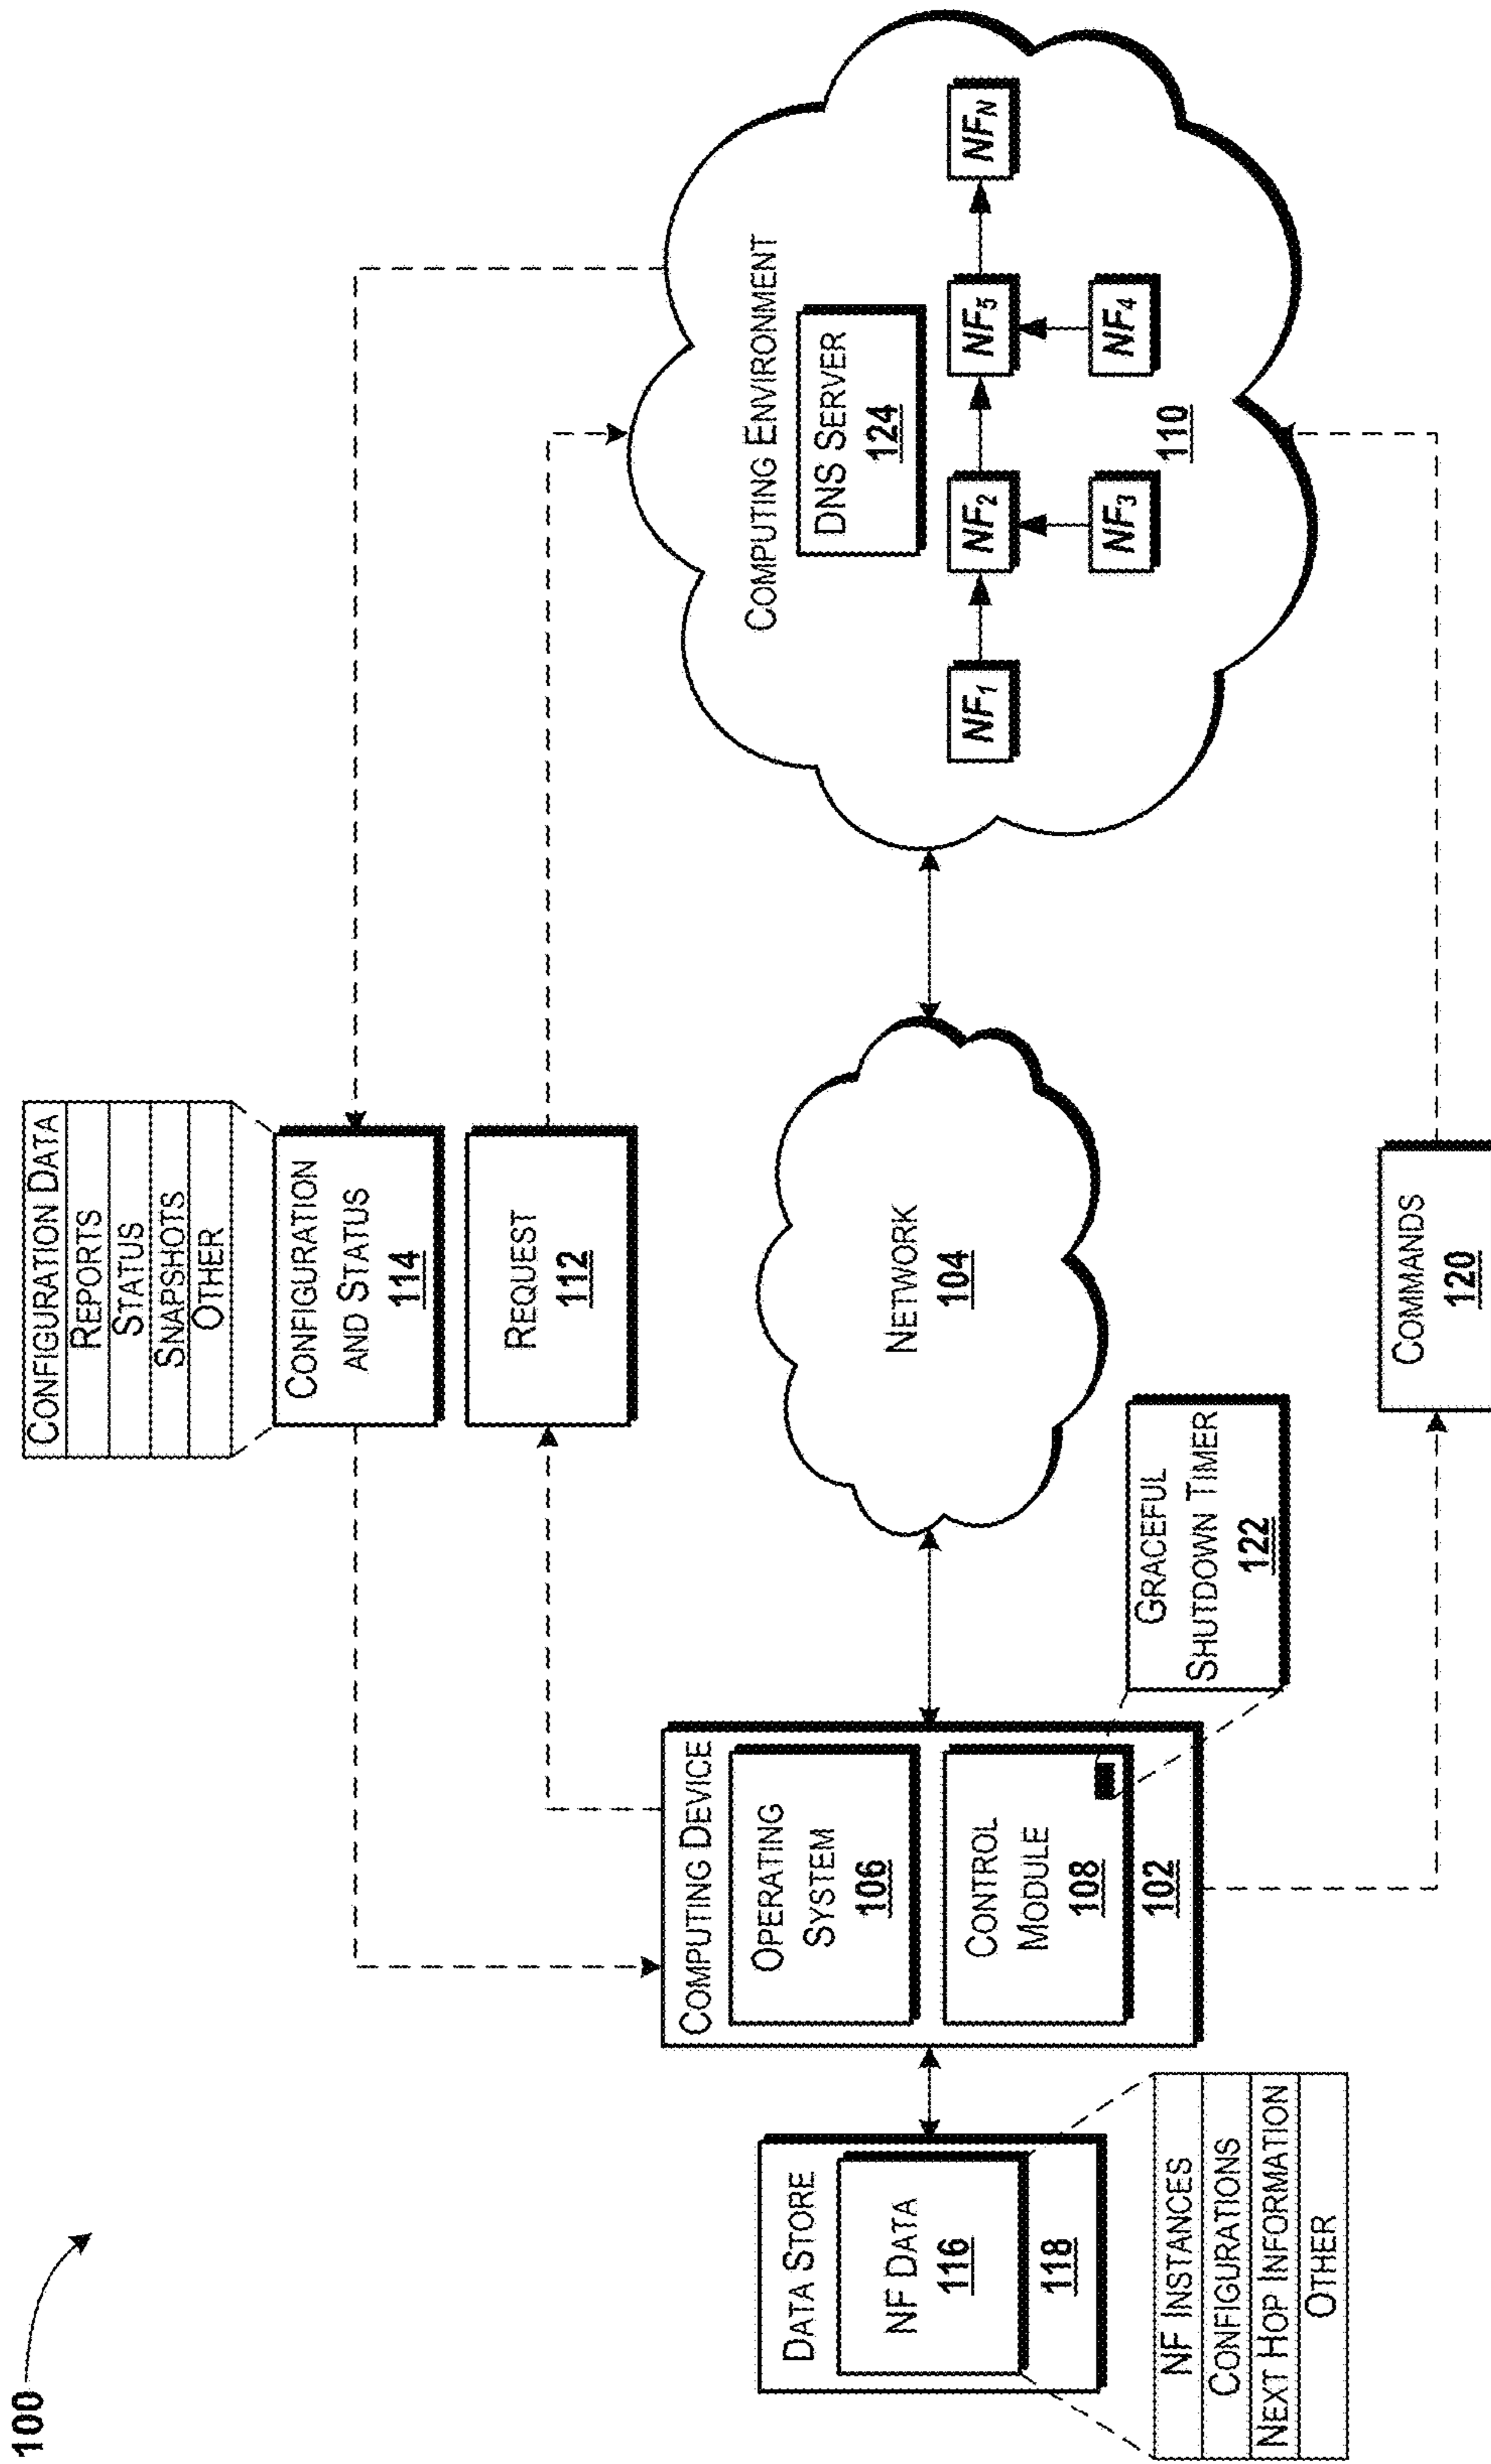 100
CONFIGURATION DATA
REPORTS
STATUS
SNAPSHOTS
OTHER
CONFIGURATION
AND STATUS
114
REQUEST
112
COMPUTING DEVICE
OPERATING
SYSTEM
106
CONTROL
MODULE
108
102
DATA STORE
NF DATA
116
118
NF INSTANCES
CONFIGURATIONS
NEXT HOP INFORMATION
OTHER
NETWORK
104
GRACEFUL
SHUTDOWN TIMER
122
COMMANDS
120
COMPUTING ENVIRONMENT
DNS SERVER
124
NF1
NF2
NF5
NFN
NF3
NF4
110